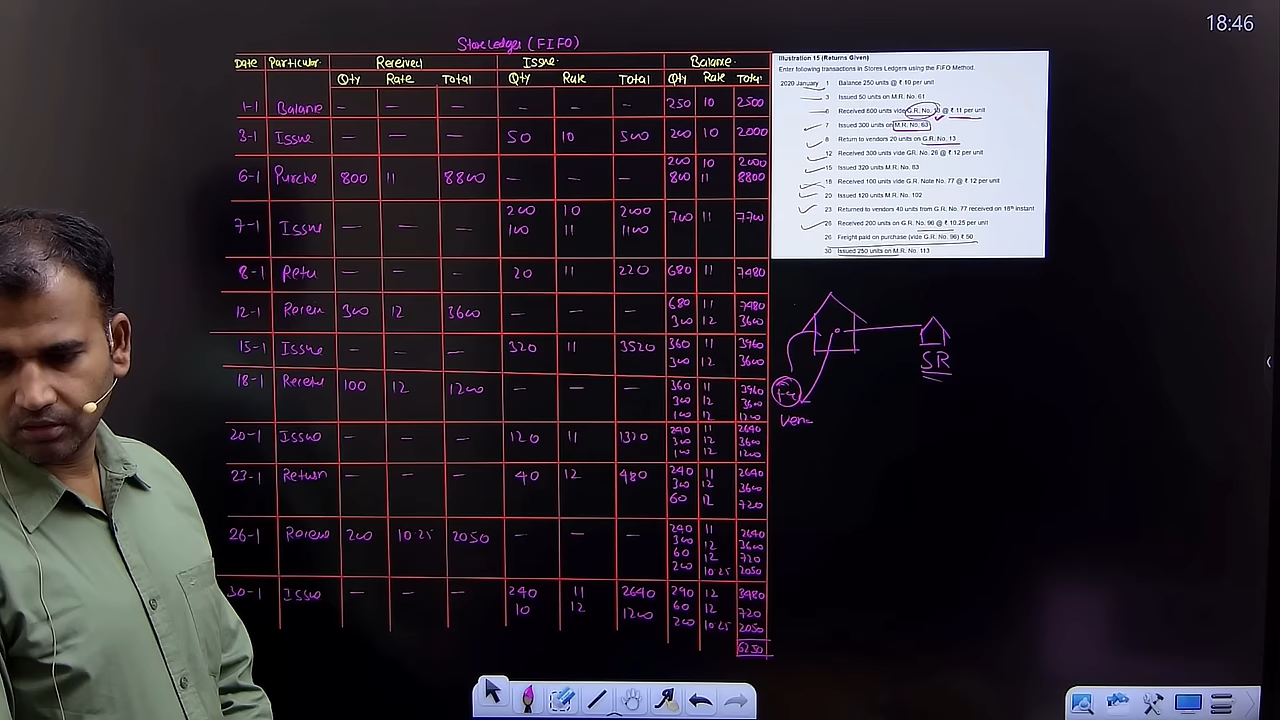 18:46
Store Ledger (FIFO)
Date Particular Received Issue Balance
Qty Rate Total Qty Rate Total Qty Rate Total
1-1 Balane — — — — — — 250 10 2500
3-1 Issue — — — 50 10 500 200 10 2000
6-1 Purche 800 11 8800 — — — 200 10 2000
800 11 8800
7-1 Issue — — — 200 10 2000 700 11 7700
100 11 1100
8-1 Retu — — — 20 11 220 680 11 7480
12-1 Receiv 300 12 3600 — — — 680 11 7480
300 12 3600
15-1 Issue — — — 320 11 3520 360 11 3960
300 12 3600
18-1 Receive 100 12 1200 — — — 360 11 3960
300 12 3600
100 12 1200
20-1 Issue — — — 120 11 1320 240 11 2640
300 12 3600
100 12 1200
23-1 Return — — — 40 12 480 240 11 2640
300 12 3600
60 12 720
26-1 Receive 200 10.25 2050 — — — 240 11 2640
300 12 3600
60 12 720
200 10.25 2050
30-1 Issue — — — 240 11 2640 290 12 3480
10 12 1200 60 12 720
200 10.25 2050
6250
Illustration 15 (Returns Given)
Enter following transactions in Stores Ledgers using the FIFO Method.
2020 January 1 Balance 250 units @ ₹.10 per unit
3 Issued 50 units on M.R. No. 61
6 Received 800 units vide G.R. No. @ ₹.11 per unit
7 Issued 300 units on M.R. No. 63
8 Return to vendors 20 units on G.R. No. 13
12 Received 300 units vide GR. No. 26 @ ₹.12 per unit
15 Issued 320 units M.R. No. 83
18 Received 100 units vide G.R. Note No. 77 @ ₹.12 per unit
20 Issued 120 units M.R. No. 102
23 Returned to vendors 40 units from G.R. No. 77 received on 18th instant
26 Received 200 units on G.R. No. 96 @ ₹.10.25 per unit
26 Freight paid on purchase (vide G.R. No. 96) ₹ 50
30 Issued 250 units on M.R. No. 113
SR
Ven=